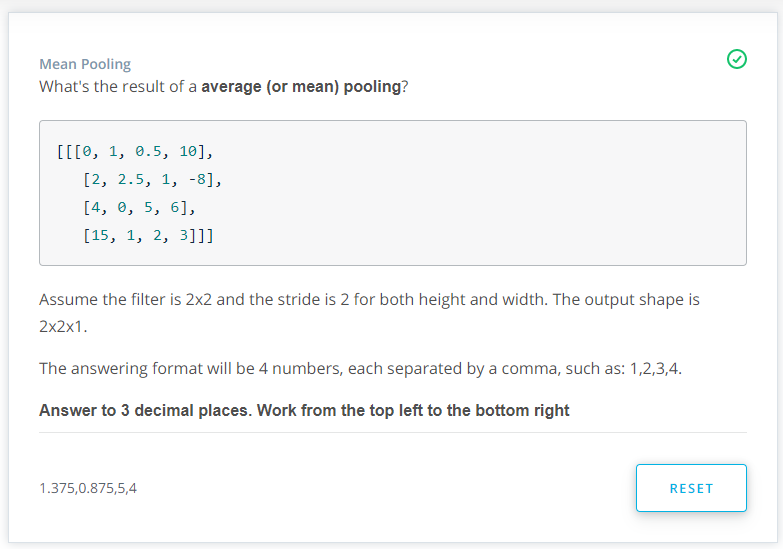 Mean Pooling
What's the result of a average (or mean) pooling?
[[[0, 1, 0.5, 10],
[2, 2.5, 1, -8],
[4, 0, 5, 6],
[15, 1, 2, 3]]]
Assume the filter is 2x2 and the stride is 2 for both height and width. The output shape is
2x2x1.
The answering format will be 4 numbers, each separated by a comma, such as: 1,2,3,4.
Answer to 3 decimal places. Work from the top left to the bottom right
1.375,0.875,5,4
RESET